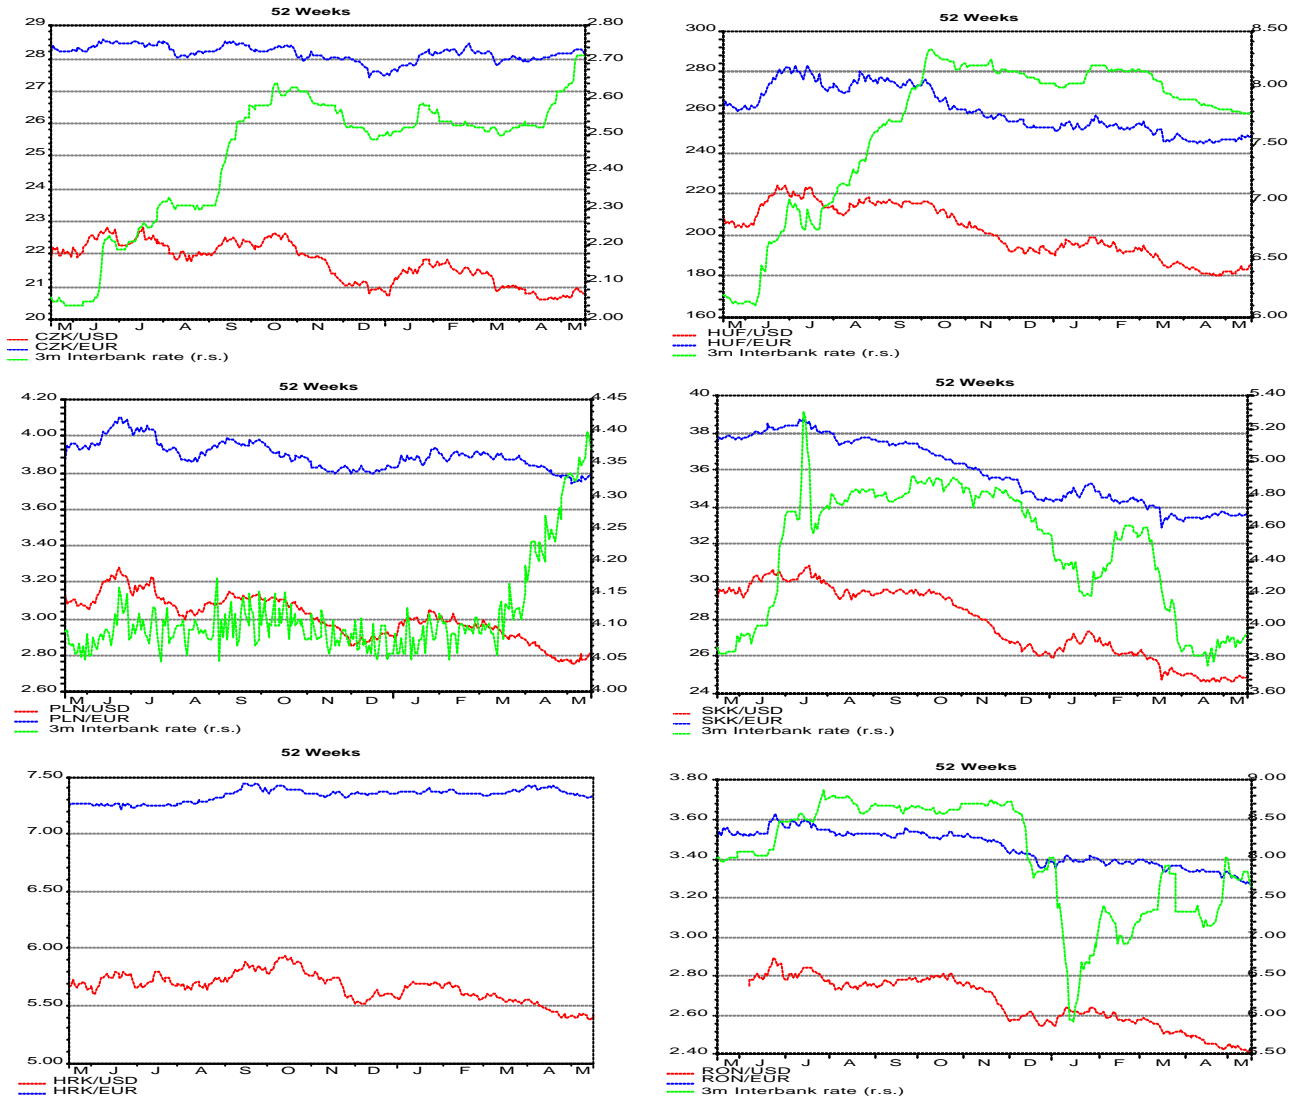 52 Weeks
29 2.80
28 2.70
27 2.60
26 2.50
25 2.40
24 2.30
23 2.20
22 2.10
21 2.00
20
M J J A S O N D J F M A M
CZK/USD
CZK/EUR
3m Interbank rate (r.s.)
52 Weeks
300 8.50
280 8.00
260 7.50
240 7.00
220 6.50
200 6.00
180
160
M J J A S O N D J F M A M
HUF/USD
HUF/EUR
3m Interbank rate (r.s.)
52 Weeks
4.20 4.45
4.00 4.40
3.80 4.35
3.60 4.30
3.40 4.25
3.20 4.20
3.00 4.15
2.80 4.10
2.60 4.05
4.00
M J J A S O N D J F M A M
PLN/USD
PLN/EUR
3m Interbank rate (r.s.)
52 Weeks
40 5.40
38 5.20
36 5.00
34 4.80
32 4.60
30 4.40
28 4.20
26 4.00
24 3.80
3.60
M J J A S O N D J F M A M
SKK/USD
SKK/EUR
3m Interbank rate (r.s.)
52 Weeks
7.50
7.00
6.50
6.00
5.50
5.00
M J J A S O N D J F M A M
HRK/USD
HRK/EUR
52 Weeks
3.80 9.00
3.60 8.50
3.40 8.00
3.20 7.50
3.00 7.00
2.80 6.50
2.60 6.00
2.40 5.50
M J J A S O N D J F M A M
RON/USD
RON/EUR
3m Interbank rate (r.s.)